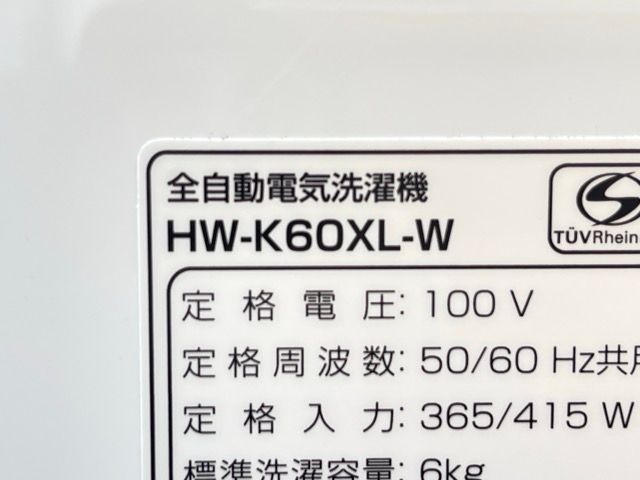 全自動電気洗濯機
HW-K60XL-W
TÜVRhein
定格電圧: 100 V
定格周波数: 50/60 Hz共用
定格入力: 365/415 W
標準洗濯容量: 6kg